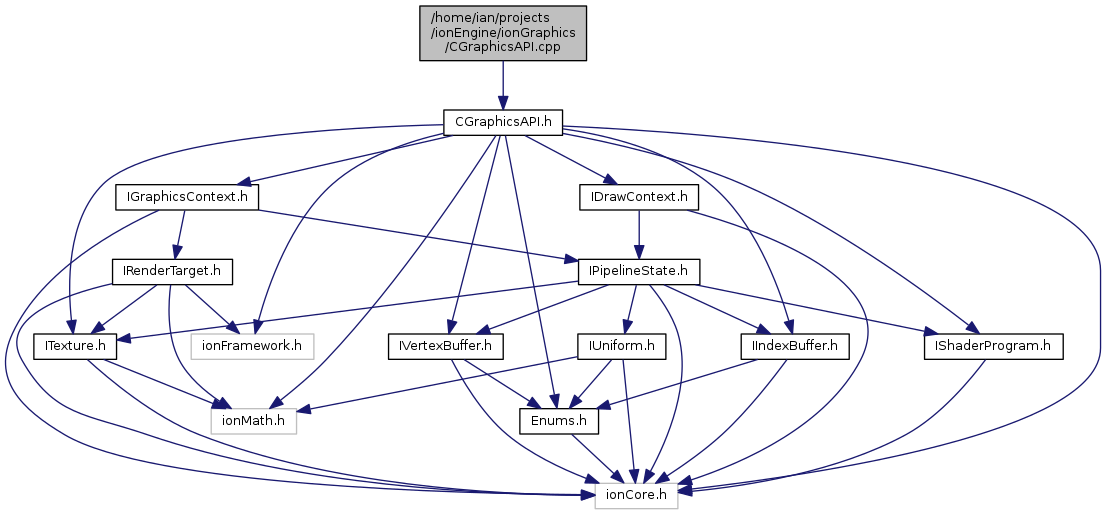 /home/ian/projects
/ionEngine/ionGraphics
/CGraphicsAPI.cpp
CGraphicsAPI.h
IGraphicsContext.h
IDrawContext.h
IRenderTarget.h
IPipelineState.h
ITexture.h
ionFramework.h
IVertexBuffer.h
IUniform.h
IIndexBuffer.h
IShaderProgram.h
ionMath.h
Enums.h
ionCore.h